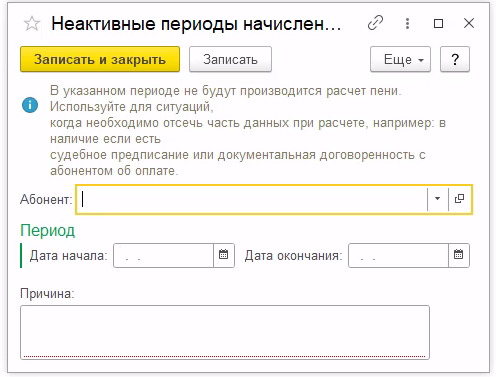 Неактивные периоды начислен...
Записать и закрыть
Записать
Еще
?
В указанном периоде не будут производится расчет пени.
Используйте для ситуаций,
когда необходимо отсечь часть данных при расчете, например: в
наличие если есть
судебное предписание или документальная договоренность с
абонентом об оплате.
Абонент:
Период
Дата начала: . . Дата окончания: . .
Причина: